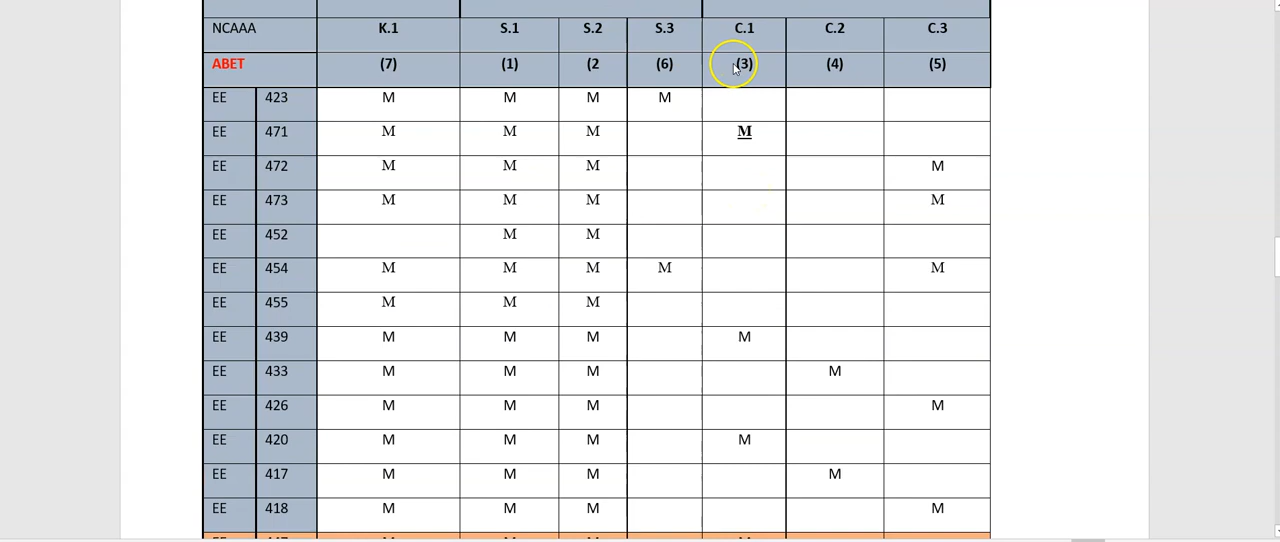 NCAAA K.1 S.1 S.2 S.3 C.1 C.2 C.3
ABET (7) (1) (2 (6) (3) (4) (5)
EE 423 M M M M
EE 471 M M M M
EE 472 M M M M
EE 473 M M M M
EE 452 M M
EE 454 M M M M M
EE 455 M M M
EE 439 M M M M
EE 433 M M M M
EE 426 M M M M
EE 420 M M M M
EE 417 M M M M
EE 418 M M M M